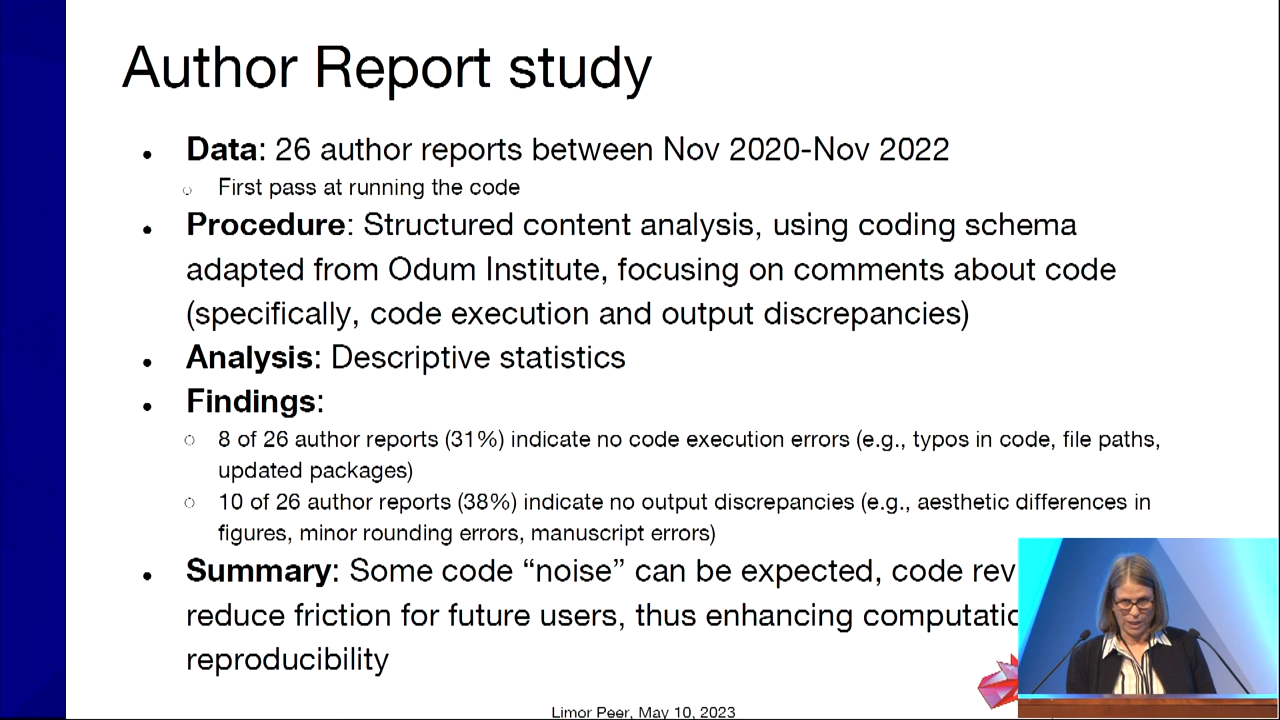 Author Report study
• Data: 26 author reports between Nov 2020-Nov 2022
○ First pass at running the code
• Procedure: Structured content analysis, using coding schema
adapted from Odum Institute, focusing on comments about code
(specifically, code execution and output discrepancies)
• Analysis: Descriptive statistics
• Findings:
○ 8 of 26 author reports (31%) indicate no code execution errors (e.g., typos in code, file paths,
updated packages)
○ 10 of 26 author reports (38%) indicate no output discrepancies (e.g., aesthetic differences in
figures, minor rounding errors, manuscript errors)
• Summary: Some code “noise” can be expected, code
reduce friction for future users, thus enhancing
reproducibility
Limor Peer, May 10, 2023